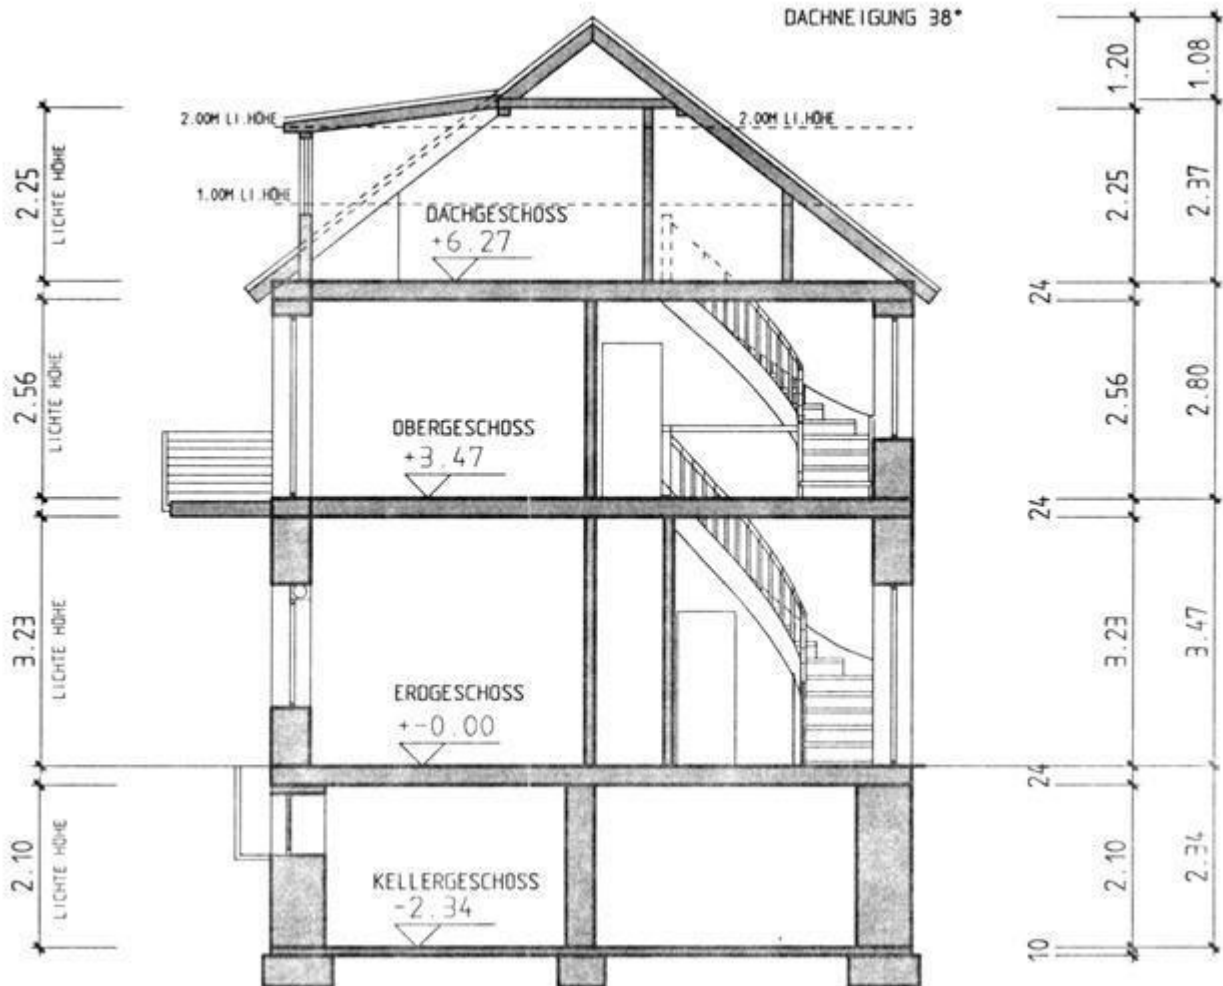 DACHNEIGUNG 38°
1.20
1.08
2.00M LI.HÖHE
2.00M LI.HÖHE
2.25
LICHTE HÖHE
1.00M LI.HÖHE
DACHGESCHOSS
+6.27
2.25
2.37
24
2.56
LICHTE HÖHE
OBERGESCHOSS
+3.47
2.56
2.80
24
3.23
LICHTE HÖHE
ERDGESCHOSS
+-0.00
3.23
3.47
24
2.10
LICHTE HÖHE
KELLERGESCHOSS
-2.34
2.10
2.34
10